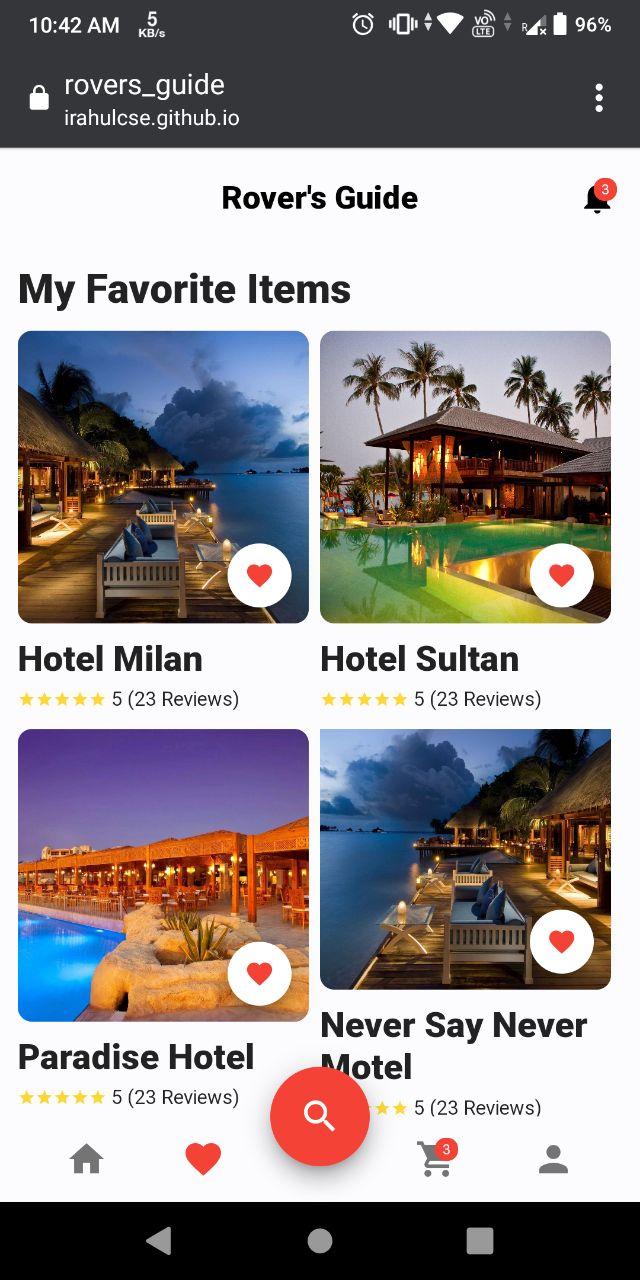 10:42 AM
5
KB/s
VO
LTE
R
96%
rovers_guide
irahulcse.github.io
Rover's Guide
3
My Favorite Items
Hotel Milan
5 (23 Reviews)
Hotel Sultan
5 (23 Reviews)
Paradise Hotel
5 (23 Reviews)
Never Say Never
Motel
5 (23 Reviews)
3